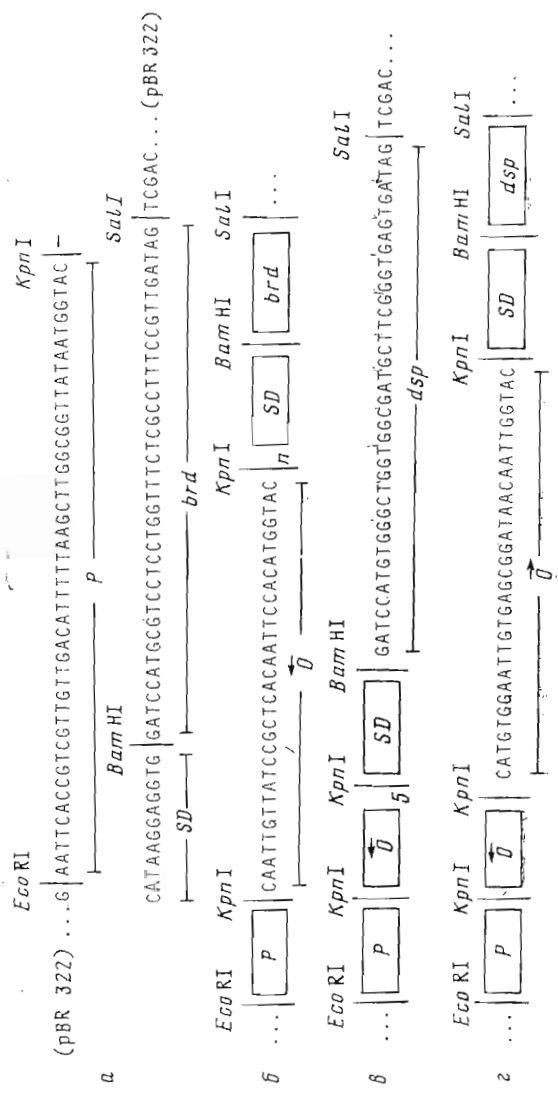 EcoRI KpnI
(pBR 322) ...G AATTCACCGTCGTTGTTGACATTTTTAAGCTTGGCGGTTATAATGGTAC –
P
а
BamHI SalI
CATAAGGAGGTG GATCCATGCGTCCTCCTGGTTTCTCGCCTTTCCGTTGATAG TCGAC...(pBR 322)
SD brd
EcoRI KpnI KpnI BamHI SalI
б ... P CAATTGTTATCCGCTCACAATTCCACATGGTAC n SD brd ...
O
EcoRI KpnI KpnI BamHI SalI
в ... P O 5 SD GATCCATGTGGGCTGGTGGCGATGCTTCGGGTGAGTGATAG TCGAC...
dsp
EcoRI KpnI KpnI KpnI BamHI SalI
г ... P O CATGTGGAATTGTGAGCGGATAACAATTGGTAC SD dsp ...
O